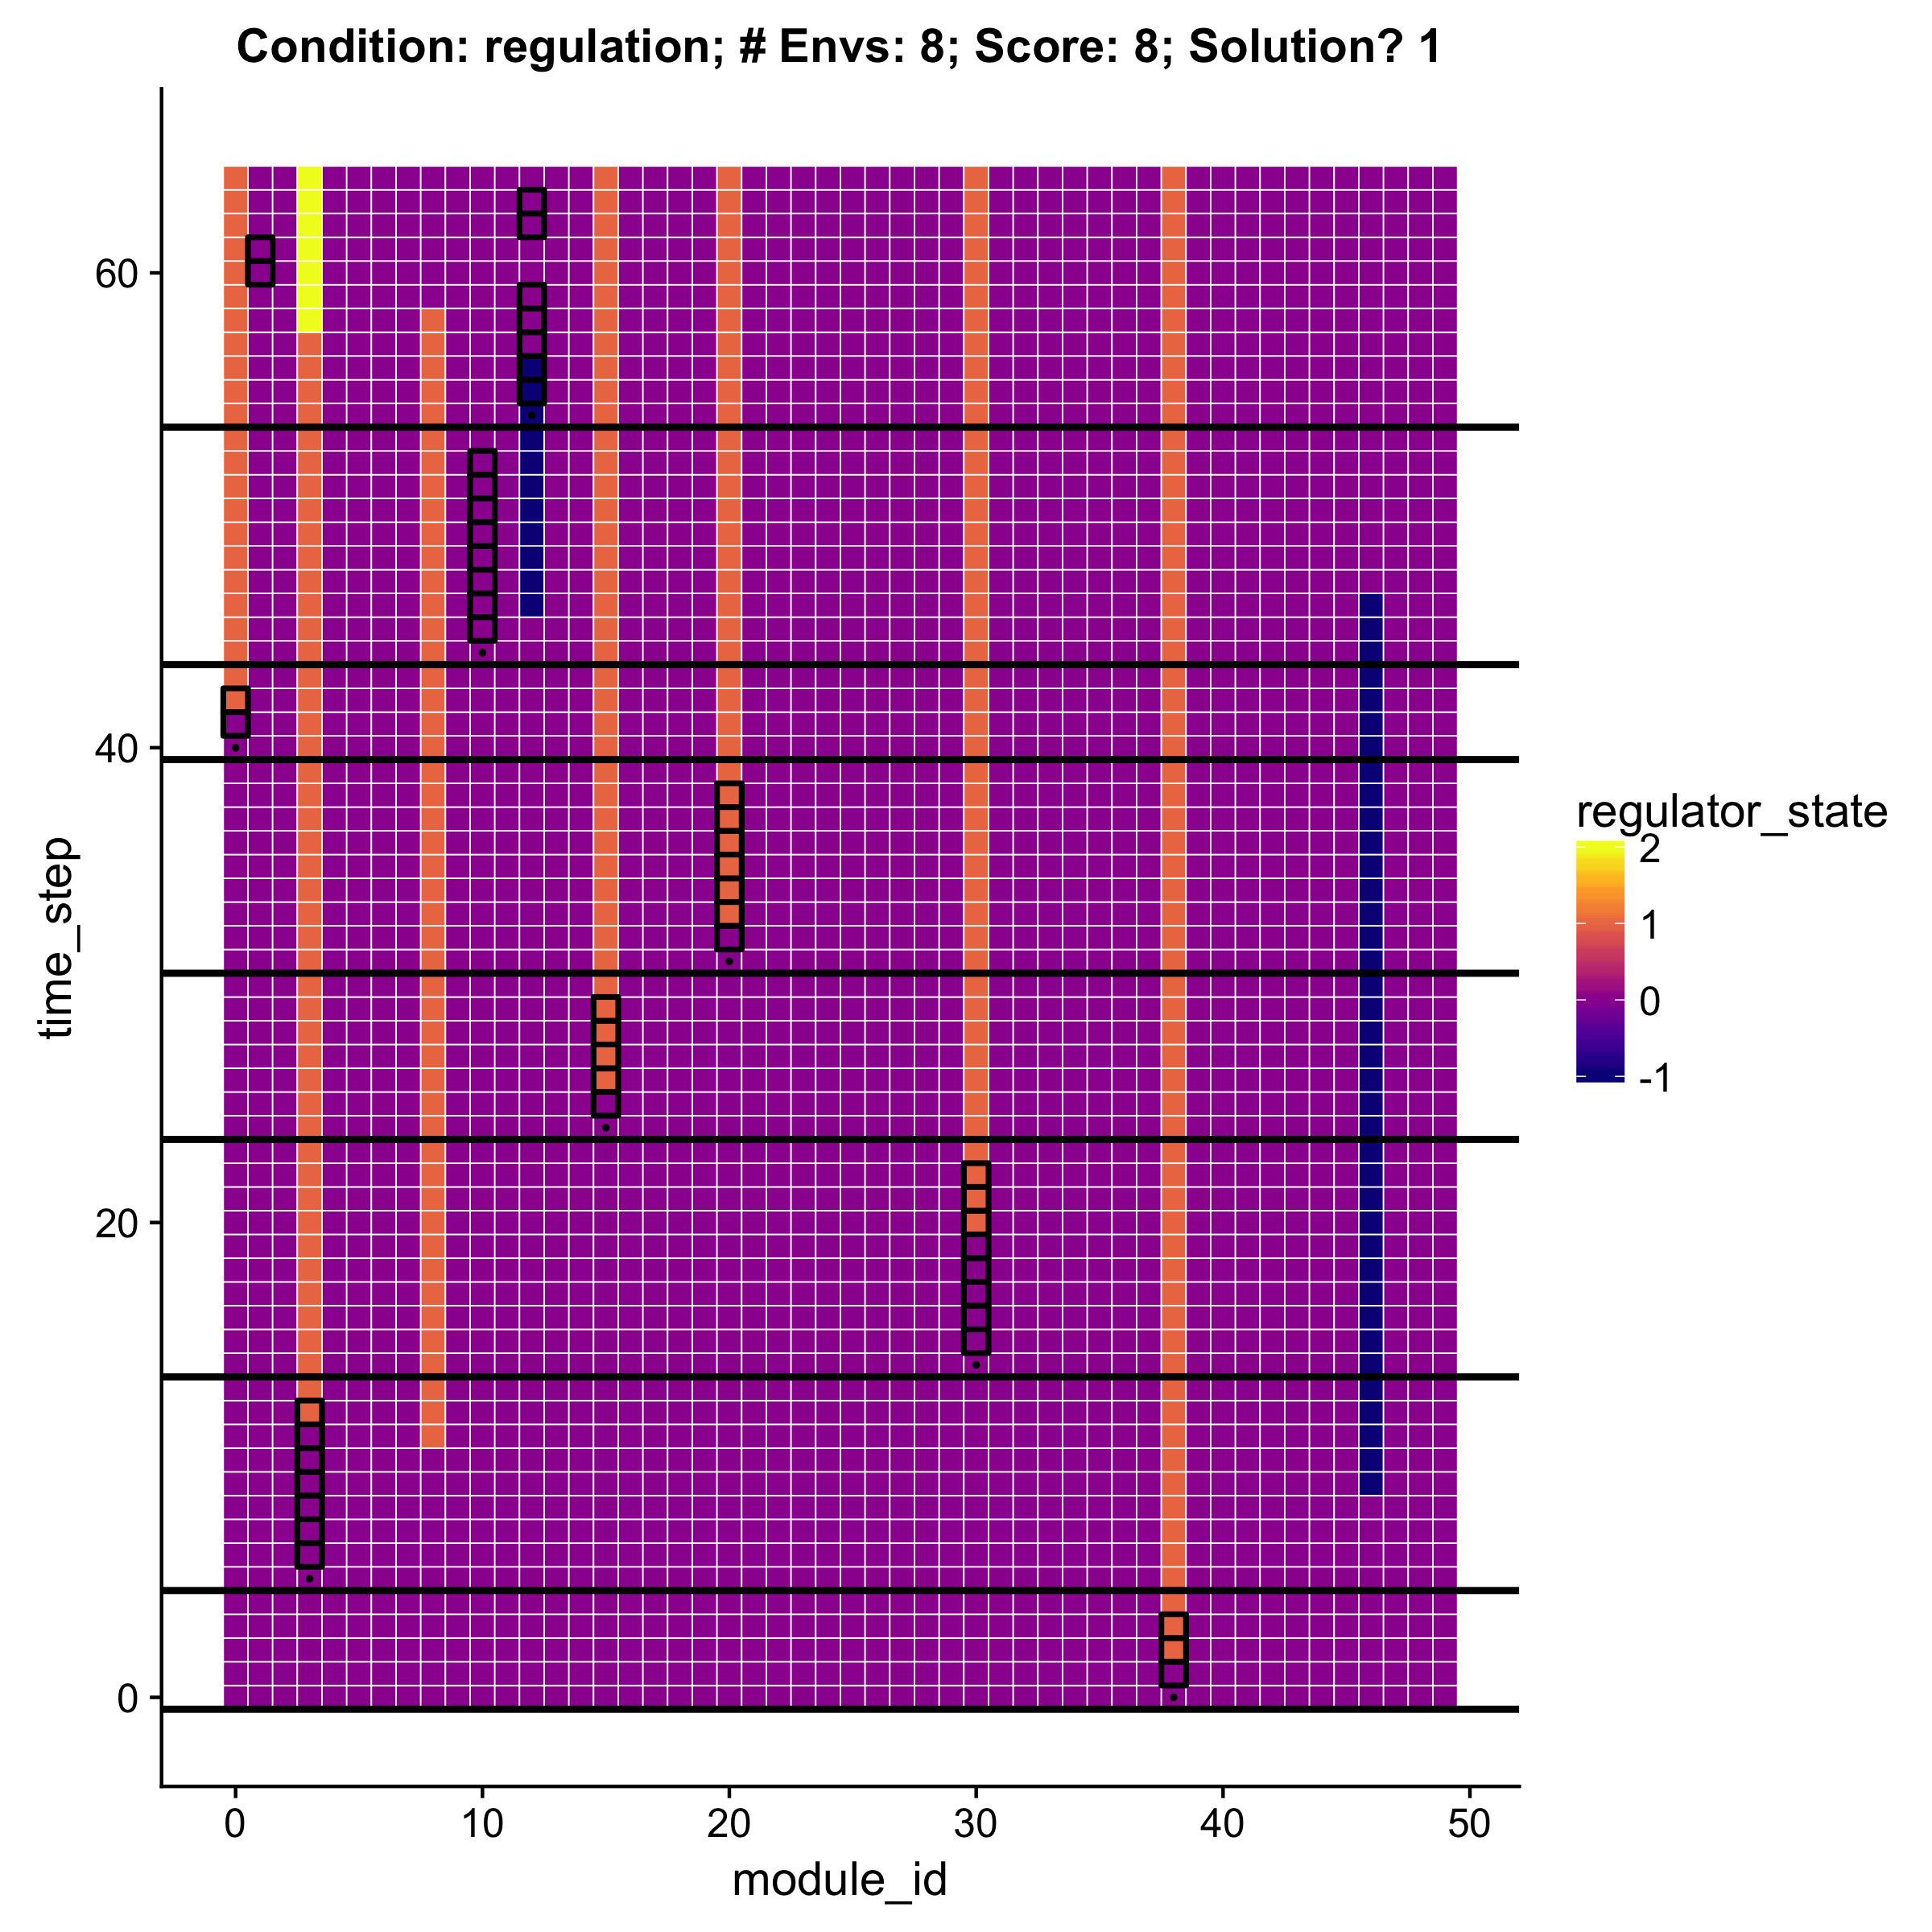 Condition: regulation; # Envs: 8; Score: 8; Solution? 1
time_step
60
40
20
0
0 10 20 30 40 50
module_id
regulator_state
2
1
0
-1